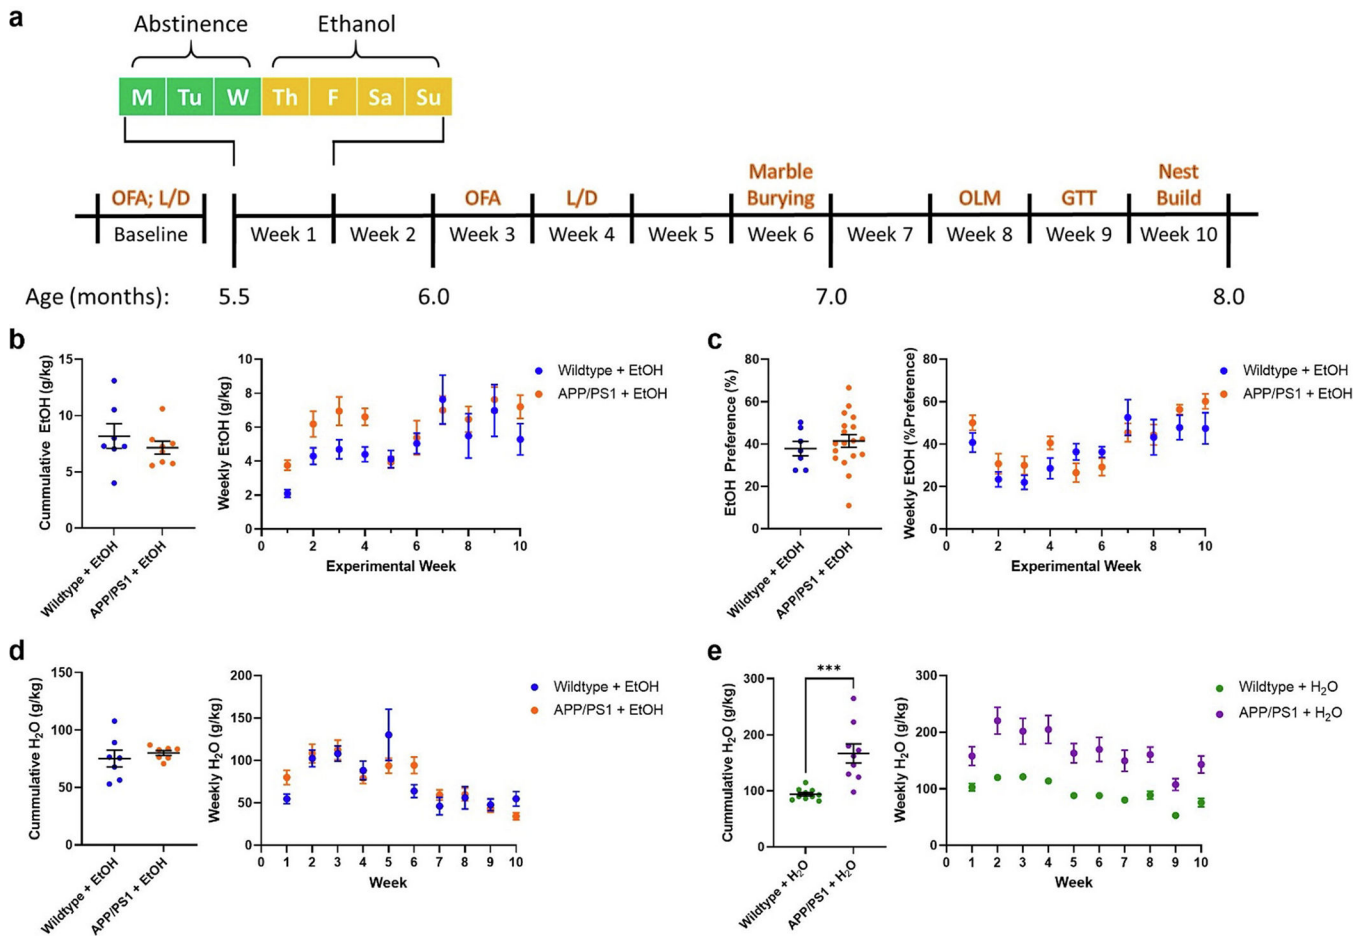 a
Abstinence Ethanol
M Tu W Th F Sa Su
OFA; L/D OFA L/D Marble Burying OLM GTT Nest Build
Baseline Week 1 Week 2 Week 3 Week 4 Week 5 Week 6 Week 7 Week 8 Week 9 Week 10
Age (months): 5.5 6.0 7.0 8.0
b
Cummulative EtOH (g/kg)
15
10
5
0
Wildtype + EtOH
APP/PS1 + EtOH
Weekly EtOH (g/kg)
10
8
6
4
2
0
0 2 4 6 8 10
Experimental Week
Wildtype + EtOH
APP/PS1 + EtOH
c
EtOH Preference (%)
80
60
40
20
0
Wildtype + EtOH
APP/PS1 + EtOH
Weekly EtOH (%Preference)
80
60
40
20
0
0 2 4 6 8 10
Experimental Week
Wildtype + EtOH
APP/PS1 + EtOH
d
Cummulative H2O (g/kg)
150
100
50
0
Wildtype + EtOH
APP/PS1 + EtOH
Weekly H2O (g/kg)
200
150
100
50
0
0 1 2 3 4 5 6 7 8 9 10
Week
Wildtype + EtOH
APP/PS1 + EtOH
e
Cummulative H2O (g/kg)
300
200
100
0
***
Wildtype + H2O
APP/PS1 + H2O
Weekly H2O (g/kg)
300
200
100
0
0 1 2 3 4 5 6 7 8 9 10
Week
Wildtype + H2O
APP/PS1 + H2O